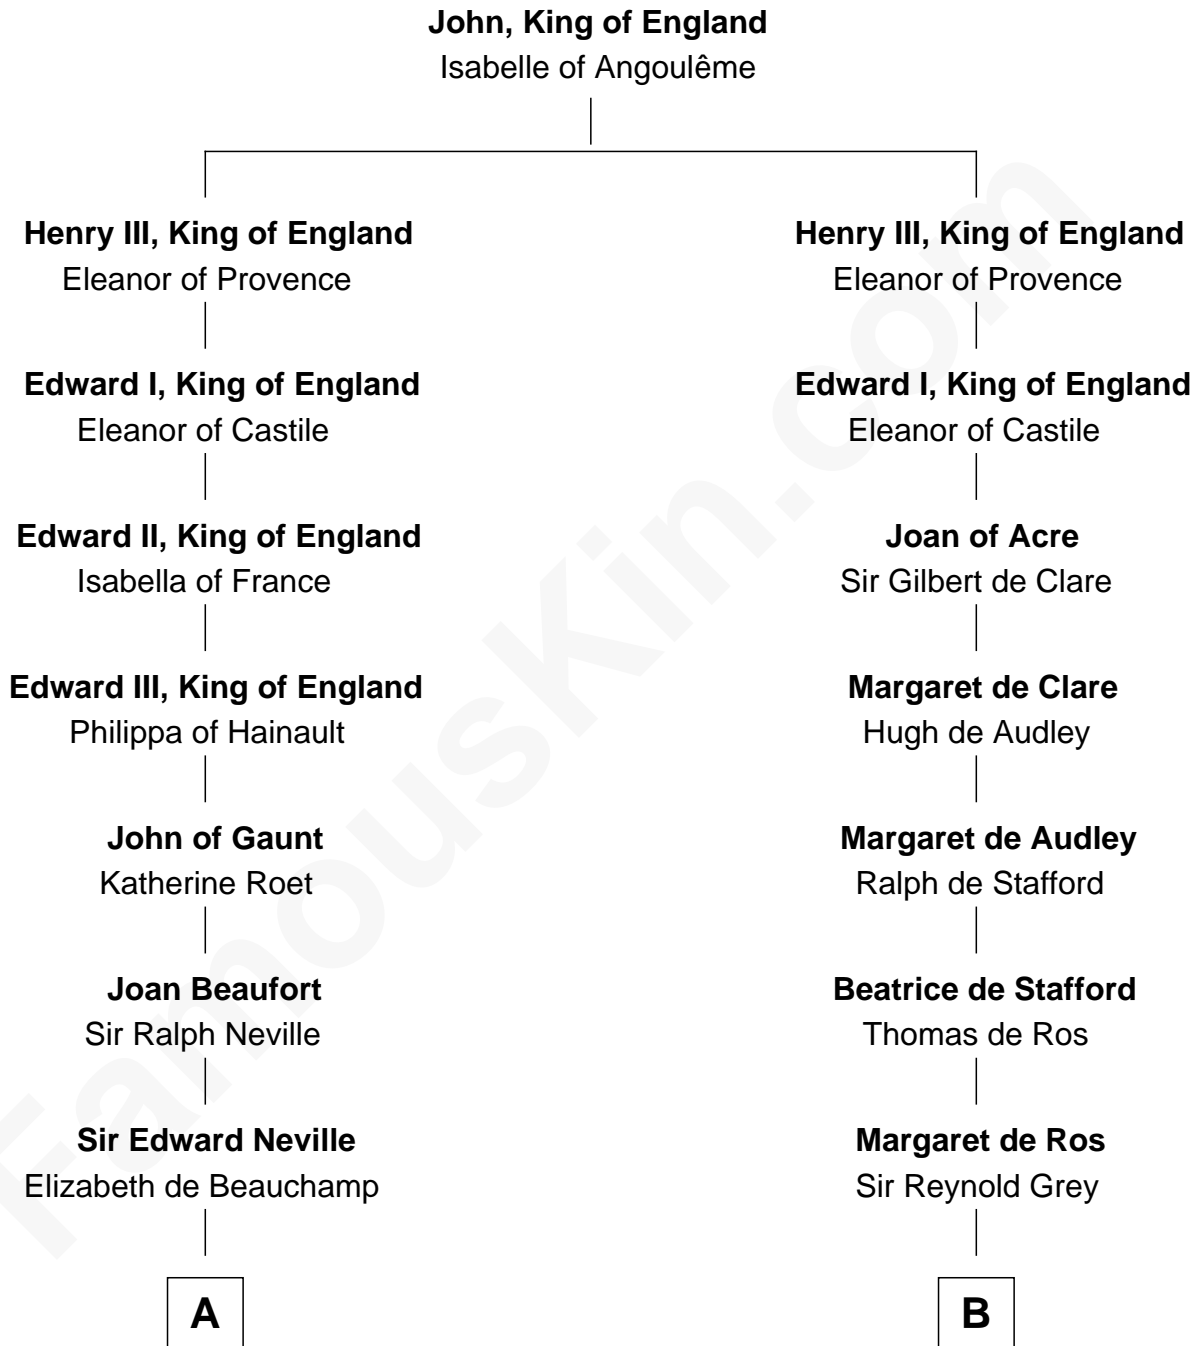 John, King of England
Isabelle of Angoulême
Henry III, King of England
Eleanor of Provence
Edward I, King of England
Eleanor of Castile
Edward II, King of England
Isabella of France
Edward III, King of England
Philippa of Hainault
John of Gaunt
Katherine Roet
Joan Beaufort
Sir Ralph Neville
Sir Edward Neville
Elizabeth de Beauchamp
A
Henry III, King of England
Eleanor of Provence
Edward I, King of England
Eleanor of Castile
Joan of Acre
Sir Gilbert de Clare
Margaret de Clare
Hugh de Audley
Margaret de Audley
Ralph de Stafford
Beatrice de Stafford
Thomas de Ros
Margaret de Ros
Sir Reynold Grey
B
FamousKin.com